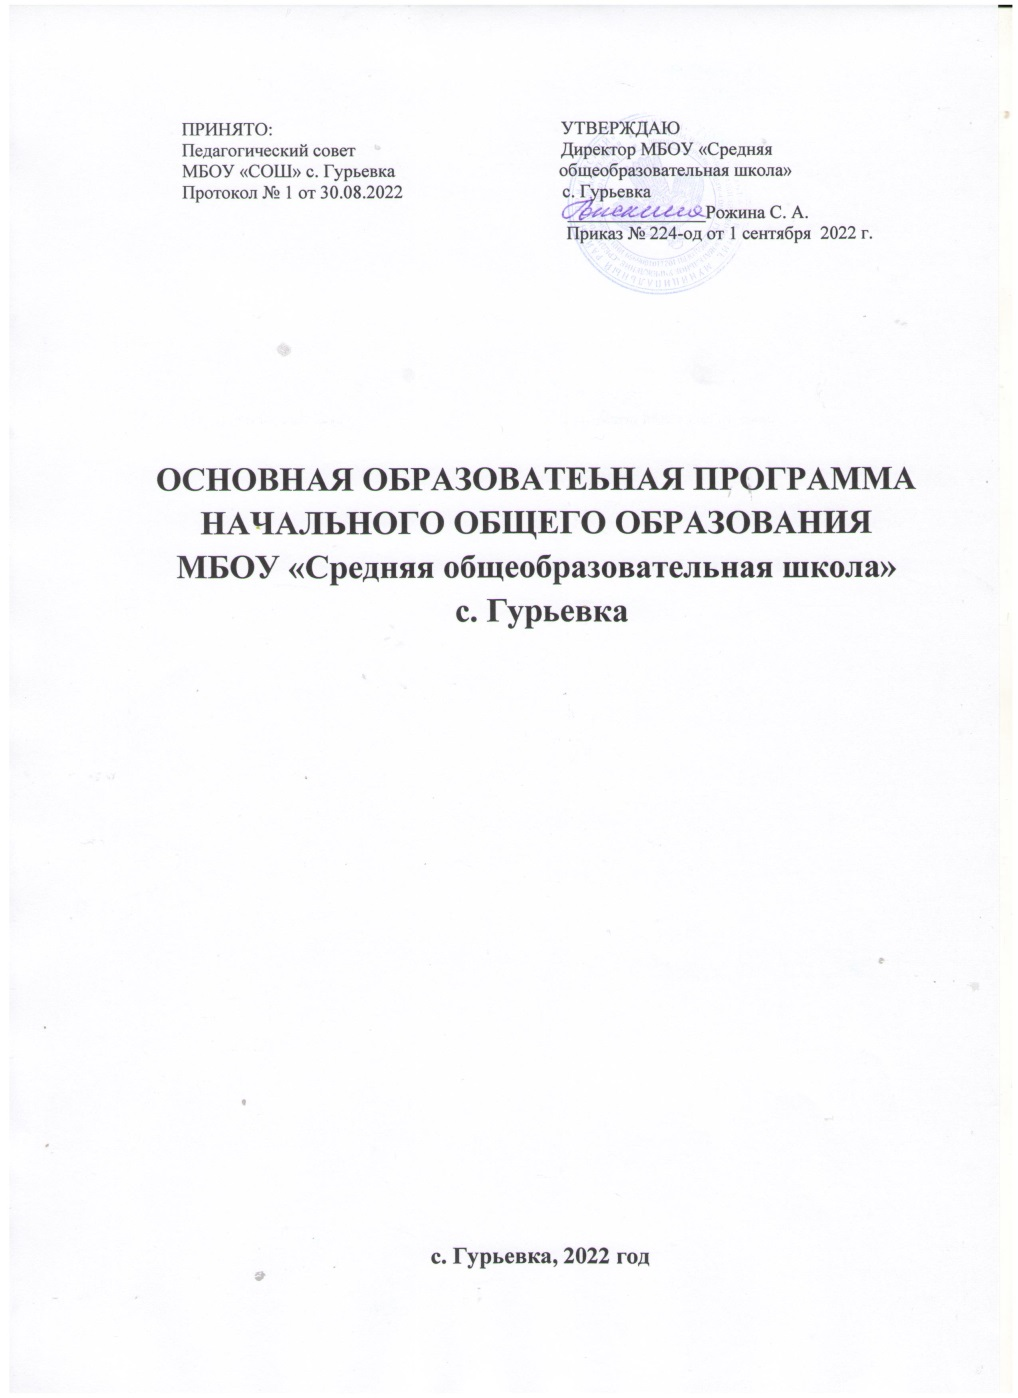 ПРИНЯТО:
Педагогический совет
МБОУ «СОШ» с. Гурьевка
Протокол № 1 от 30.08.2022
УТВЕРЖДАЮ
Директор МБОУ «Средняя
общеобразовательная школа»
с. Гурьевка
Рожина С. А.
Приказ № 224-од от 1 сентября 2022 г.
МУНИЦИПАЛЬНЫЙ
ОСНОВНАЯ ОБРАЗОВАТЕЬНАЯ ПРОГРАММА
НАЧАЛЬНОГО ОБЩЕГО ОБРАЗОВАНИЯ
МБОУ «Средняя общеобразовательная школа»
с. Гурьевка
с. Гурьевка, 2022 год